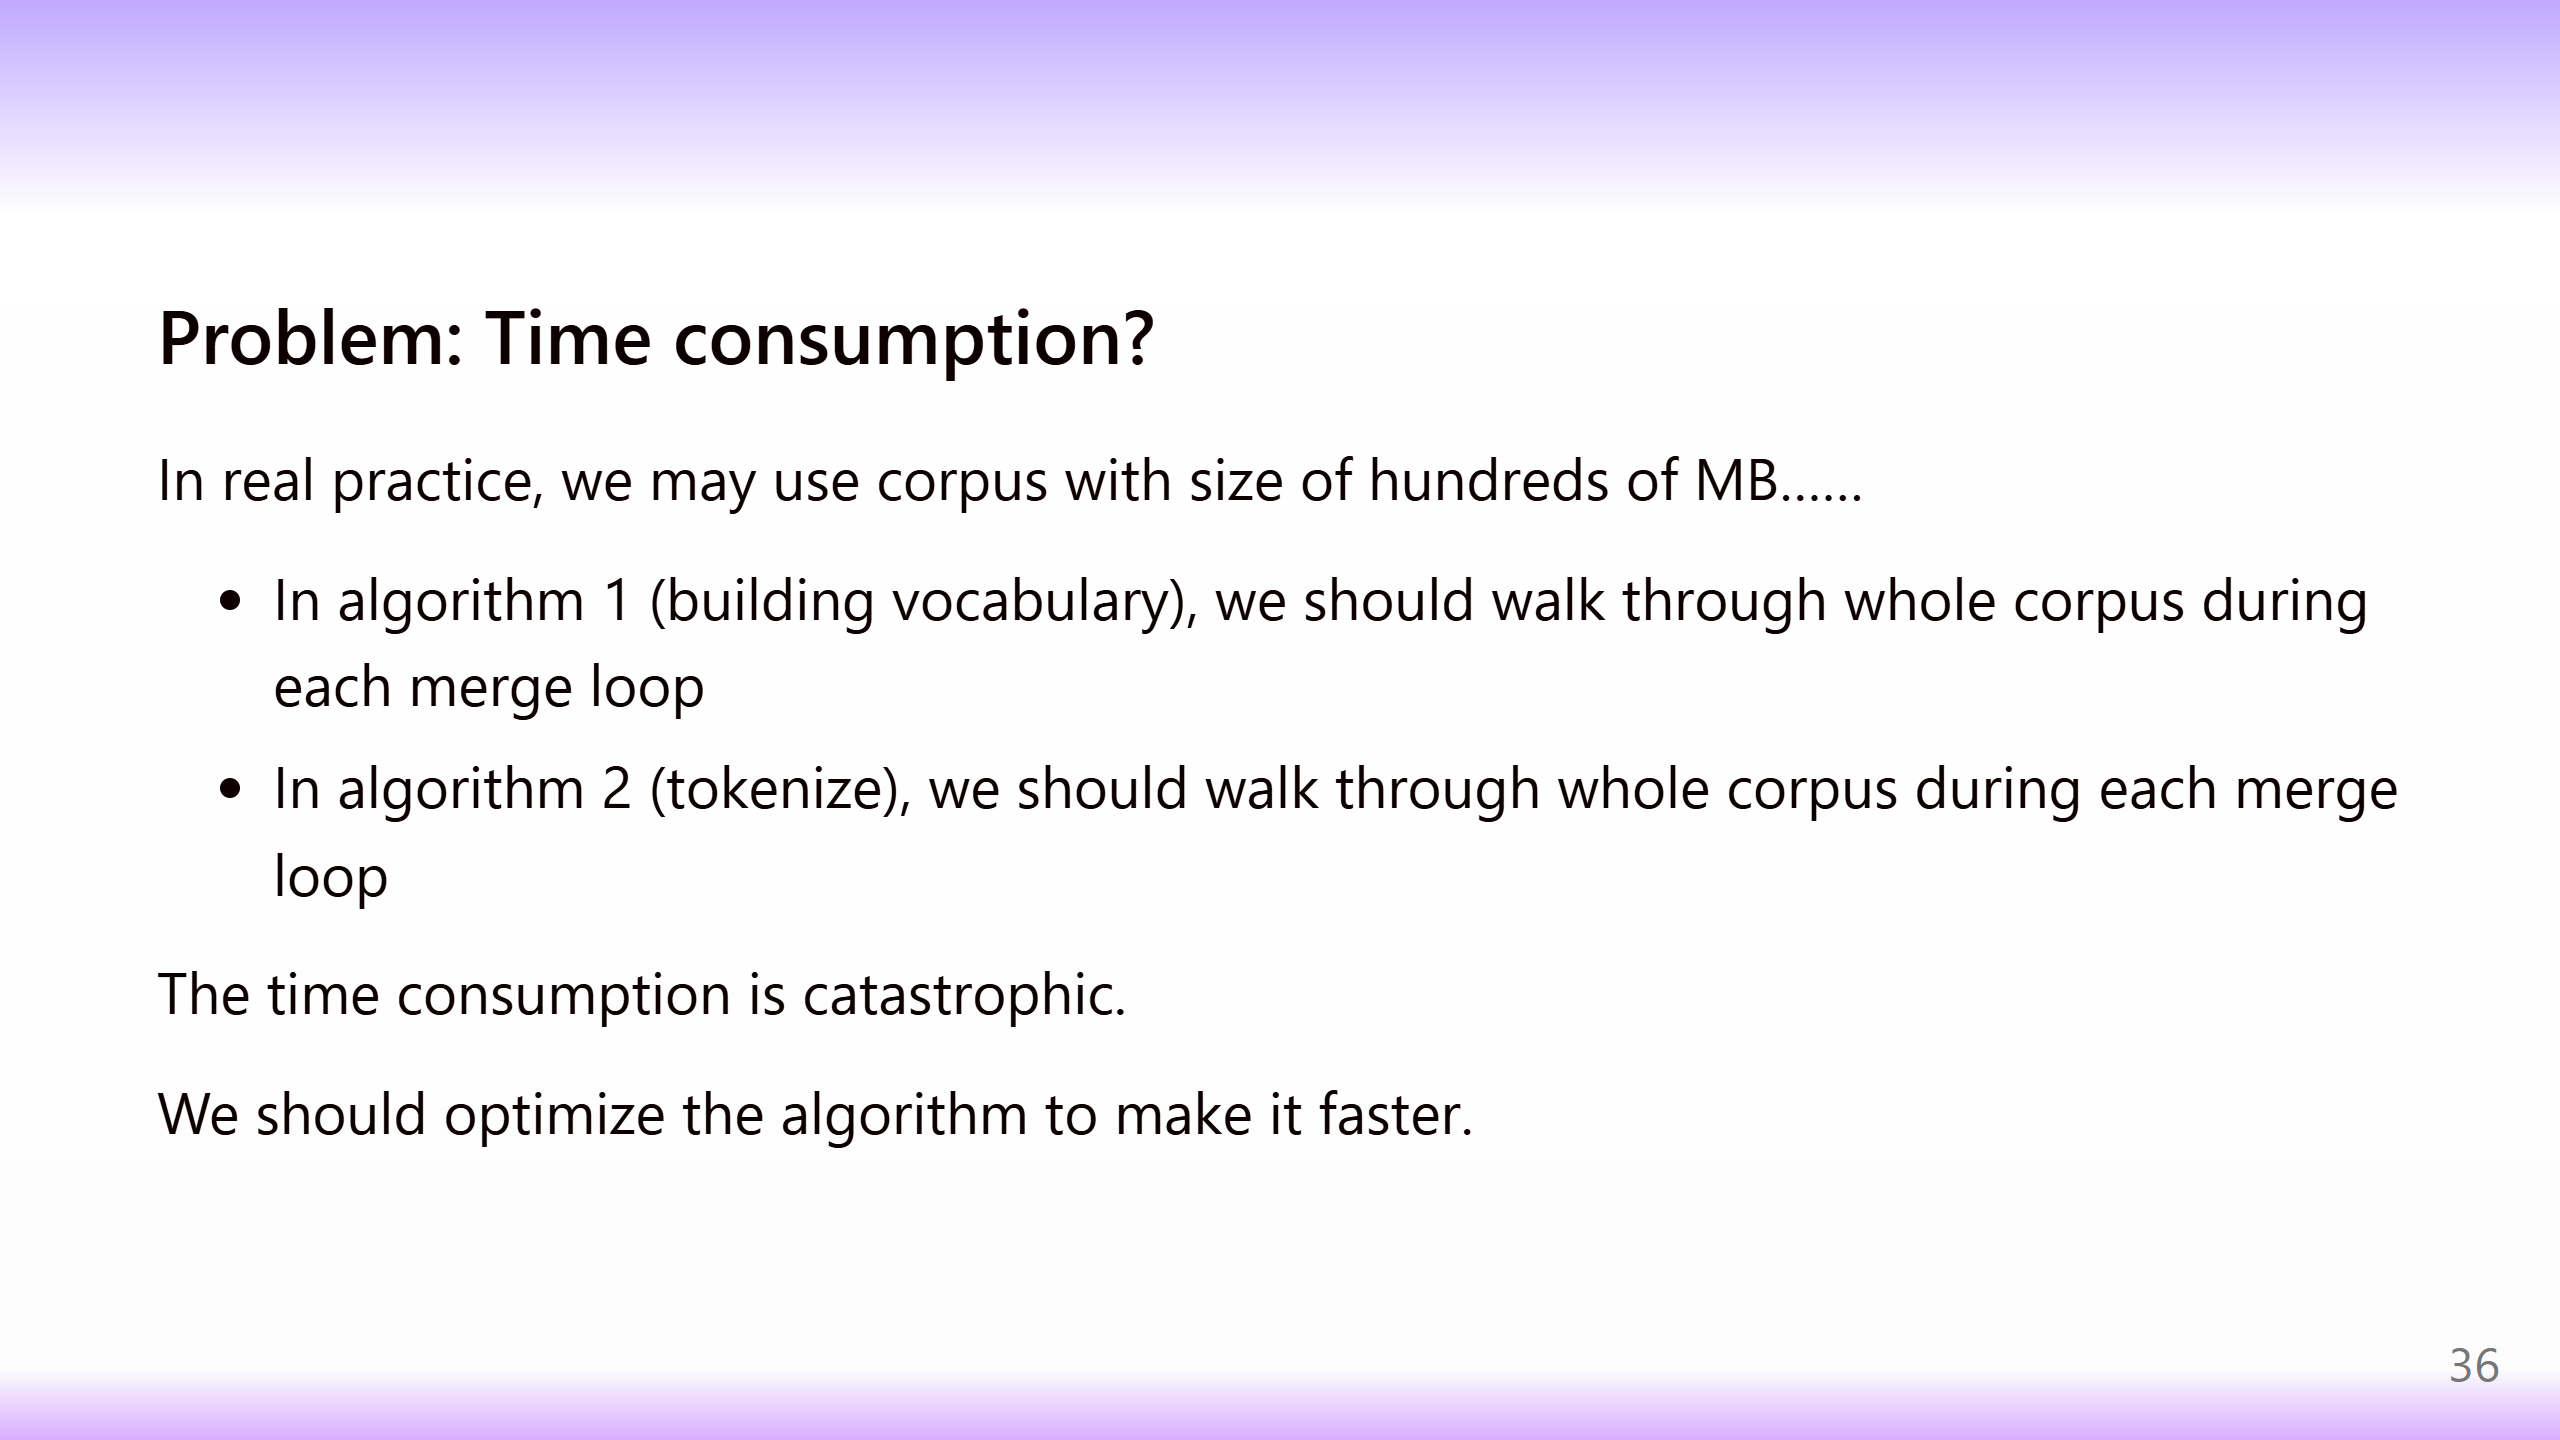 Problem: Time consumption?
In real practice, we may use corpus with size of hundreds of MB......
• In algorithm 1 (building vocabulary), we should walk through whole corpus during
each merge loop
• In algorithm 2 (tokenize), we should walk through whole corpus during each merge
loop
The time consumption is catastrophic.
We should optimize the algorithm to make it faster.
36